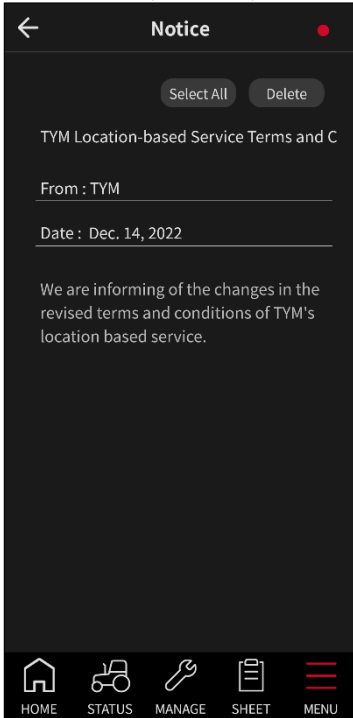 Notice
Select All Delete
TYM Location-based Service Terms and C
From : TYM
Date : Dec. 14, 2022
We are informing of the changes in the
revised terms and conditions of TYM's
location based service.
HOME STATUS MANAGE SHEET MENU